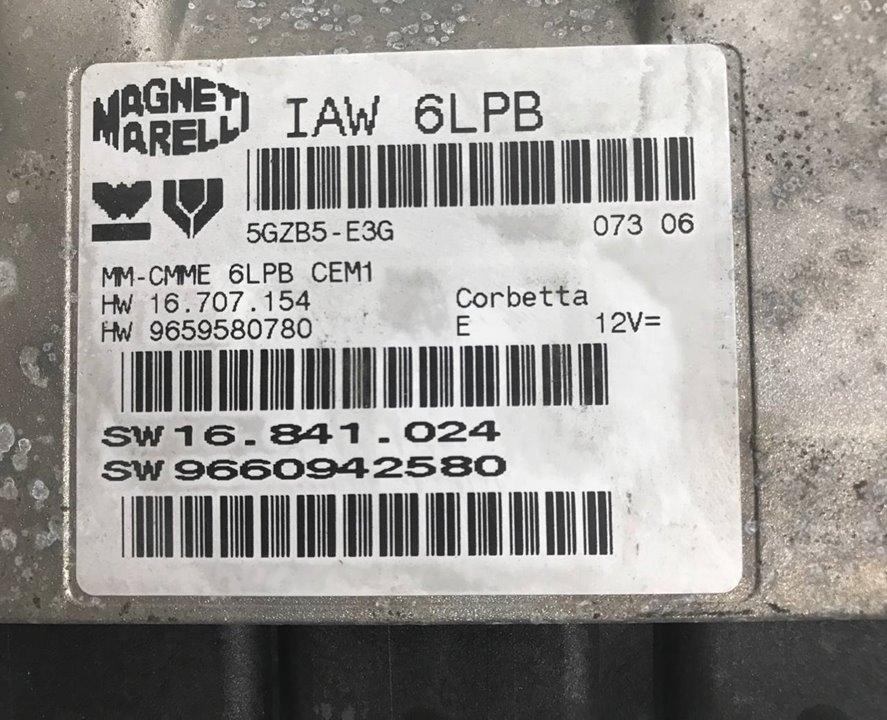 MAGNETI
MARELLI
IAW 6LPB
5GZB5-E3G 073 06
MM-CMME 6LPB CEM1
HW 16.707.154 Corbetta
HW 9659580780 E 12V=
SW 16.841.024
SW 9660942580